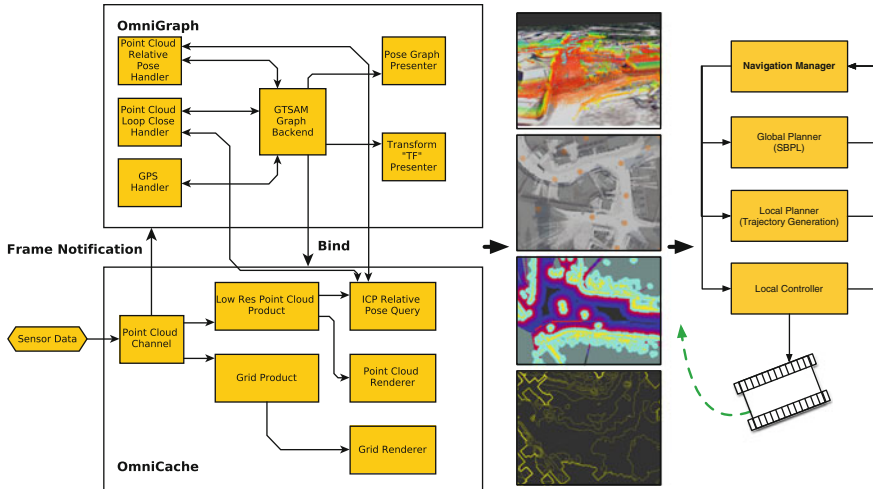 OmniGraph
Point Cloud
Relative
Pose
Handler
Point Cloud
Loop Close
Handler
GPS
Handler
GTSAM
Graph
Backend
Pose Graph
Presenter
Transform
"TF"
Presenter
Frame Notification
Bind
Sensor Data
Point Cloud
Channel
Low Res Point Cloud
Product
Grid Product
ICP Relative
Pose Query
Point Cloud
Renderer
Grid Renderer
OmniCache
Navigation Manager
Global Planner
(SBPL)
Local Planner
(Trajectory Generation)
Local Controller